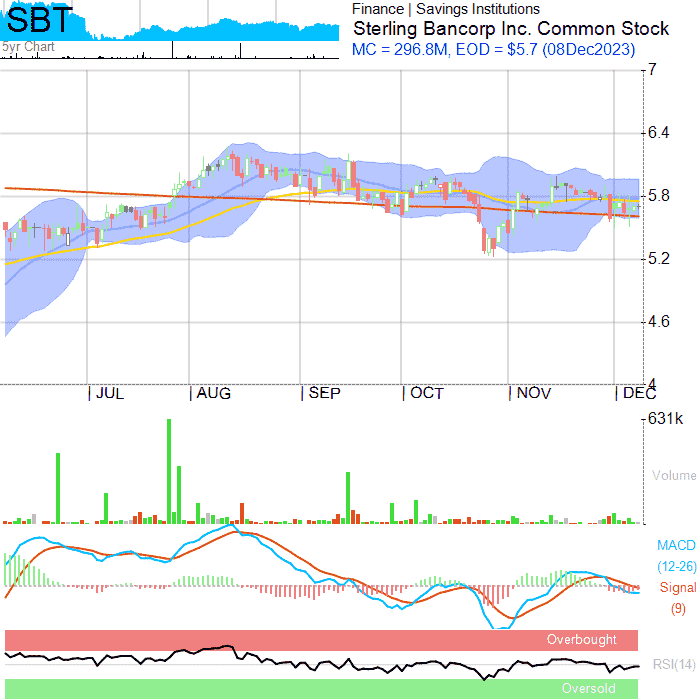 SBT
5yr Chart
Finance | Savings Institutions
Sterling Bancorp Inc. Common Stock
MC = 296.8M, EOD = $5.7 (08Dec2023)
7
6.4
5.8
5.2
4.6
4
| JUL | AUG | SEP | OCT | NOV | DEC
631k
Volume
MACD
(12-26)
Signal
(9)
Overbought
RSI(14)
Oversold